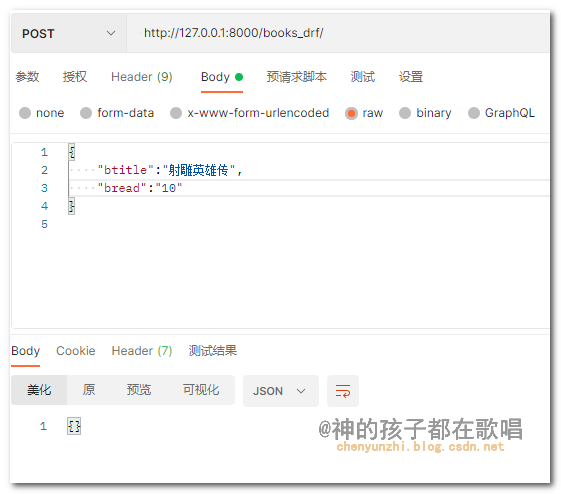 POST http://127.0.0.1:8000/books_drf/
参数 授权 Header (9) Body 预请求脚本 测试 设置
none form-data x-www-form-urlencoded raw binary GraphQL
1 {
2 "btitle":"射雕英雄传",
3 "bread":"10"
4 }
5
Body Cookie Header (7) 测试结果
美化 原 预览 可视化 JSON
1 {}
@神的孩子都在歌唱
chenyunzhi.blog.csdn.net